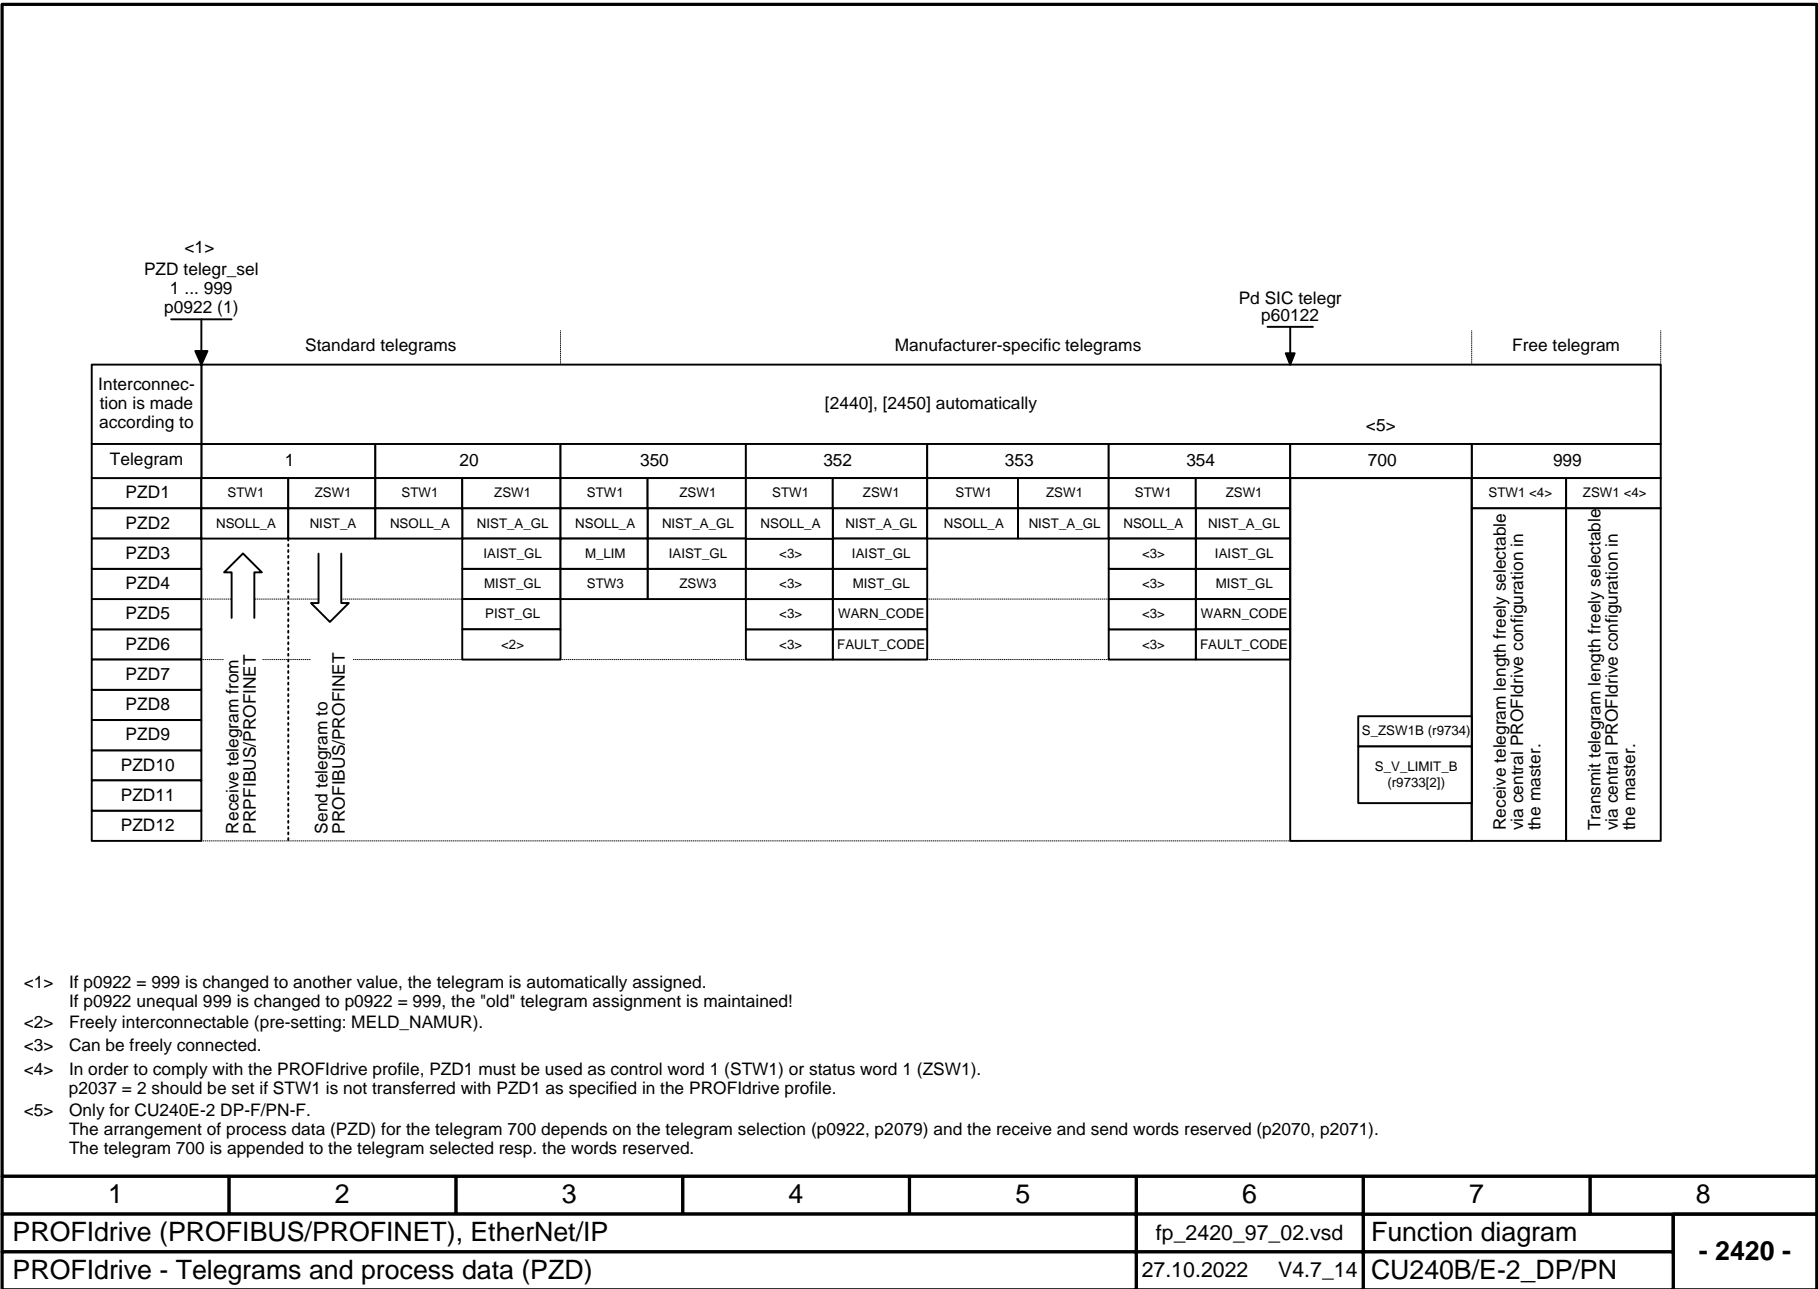 <1>
PZD telegr_sel
1 ... 999
p0922 (1)
Pd SIC telegr
p60122
Standard telegrams
Manufacturer-specific telegrams
Free telegram
Interconnec-
tion is made
according to
[2440], [2450] automatically
<5>
Telegram 1 20 350 352 353 354 700 999
PZD1 STW1 ZSW1 STW1 ZSW1 STW1 ZSW1 STW1 ZSW1 STW1 ZSW1 STW1 ZSW1 STW1 <4> ZSW1 <4>
PZD2 NSOLL_A NIST_A NSOLL_A NIST_A_GL NSOLL_A NIST_A_GL NSOLL_A NIST_A_GL NSOLL_A NIST_A_GL NSOLL_A NIST_A_GL
PZD3 IAIST_GL M_LIM IAIST_GL <3> IAIST_GL <3> IAIST_GL
PZD4 MIST_GL STW3 ZSW3 <3> MIST_GL <3> MIST_GL
PZD5 PIST_GL <3> WARN_CODE <3> WARN_CODE
PZD6 <2> <3> FAULT_CODE <3> FAULT_CODE
PZD7
PZD8
PZD9 S_ZSW1B (r9734)
PZD10 S_V_LIMIT_B
(r9733[2])
PZD11
PZD12
Receive telegram from
PRPFIBUS/PROFINET
Send telegram to
PROFIBUS/PROFINET
Receive telegram length freely selectable
via central PROFIdrive configuration in
the master.
Transmit telegram length freely selectable
via central PROFIdrive configuration in
the master.
<1> If p0922 = 999 is changed to another value, the telegram is automatically assigned.
If p0922 unequal 999 is changed to p0922 = 999, the "old" telegram assignment is maintained!
<2> Freely interconnectable (pre-setting: MELD_NAMUR).
<3> Can be freely connected.
<4> In order to comply with the PROFIdrive profile, PZD1 must be used as control word 1 (STW1) or status word 1 (ZSW1).
p2037 = 2 should be set if STW1 is not transferred with PZD1 as specified in the PROFIdrive profile.
<5> Only for CU240E-2 DP-F/PN-F.
The arrangement of process data (PZD) for the telegram 700 depends on the telegram selection (p0922, p2079) and the receive and send words reserved (p2070, p2071).
The telegram 700 is appended to the telegram selected resp. the words reserved.
1 2 3 4 5 6 7 8
PROFIdrive (PROFIBUS/PROFINET), EtherNet/IP fp_2420_97_02.vsd Function diagram
- 2420 -
PROFIdrive - Telegrams and process data (PZD) 27.10.2022 V4.7_14 CU240B/E-2_DP/PN